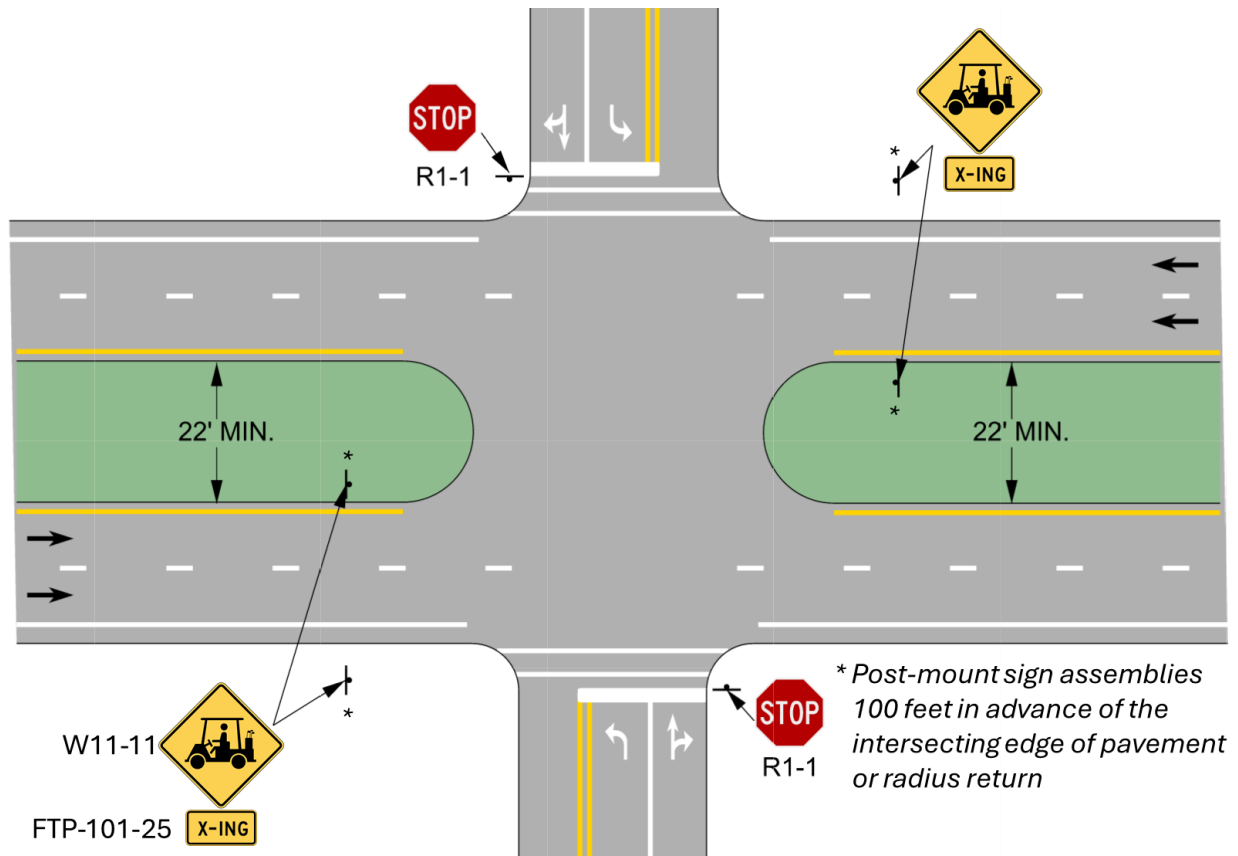 STOP
R1-1
*
X-ING
22' MIN.
22' MIN.
*
*
W11-11
FTP-101-25
X-ING
*
STOP
R1-1
* Post-mount sign assemblies
100 feet in advance of the
intersecting edge of pavement
or radius return